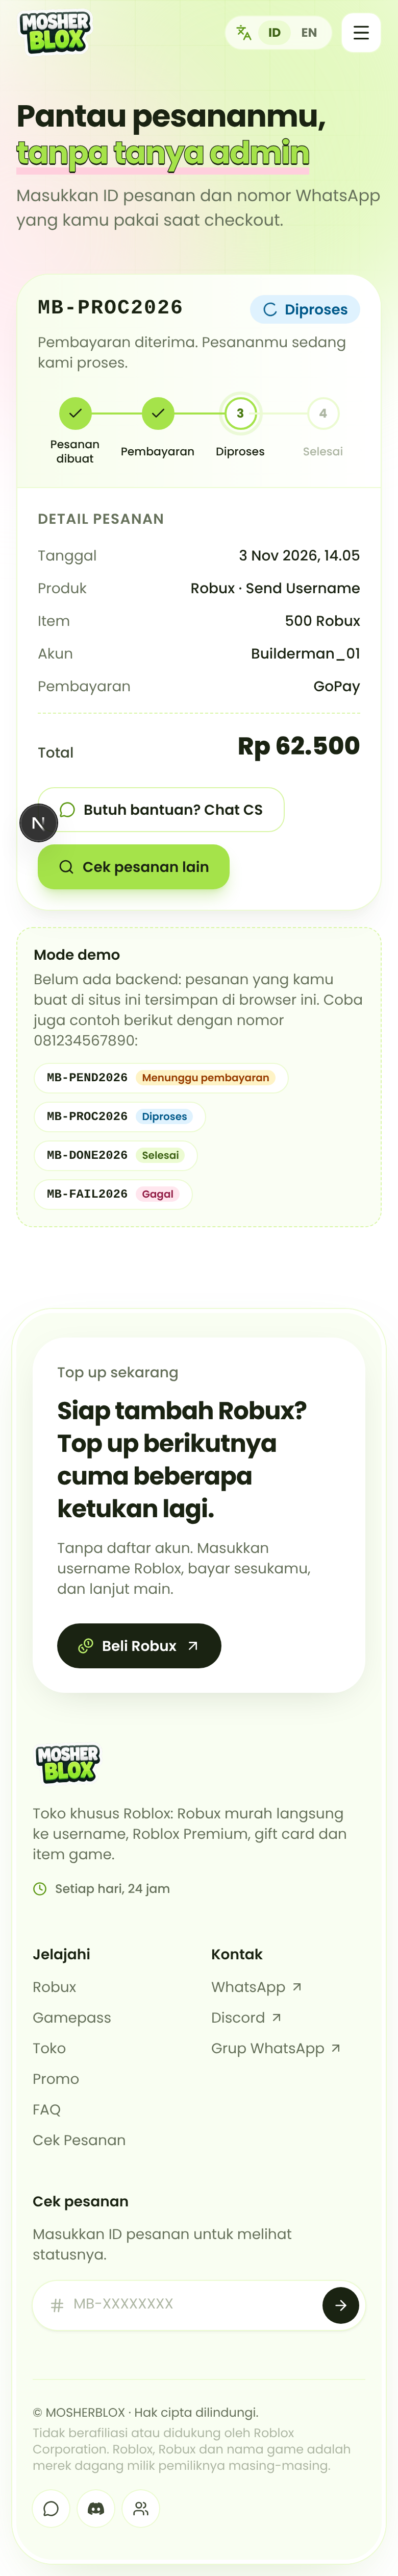 MOSHER
BLOX
ID
EN
Pantau pesananmu,
tanpa tanya admin
Masukkan ID pesanan dan nomor WhatsApp
yang kamu pakai saat checkout.
MB-PROC2026
Diproses
Pembayaran diterima. Pesananmu sedang
kami proses.
3
4
Pesanan
dibuat
Pembayaran
Diproses
Selesai
DETAIL PESANAN
Tanggal
3 Nov 2026, 14.05
Produk
Robux · Send Username
Item
500 Robux
Akun
Builderman_01
Pembayaran
GoPay
Total
Rp 62.500
Butuh bantuan? Chat CS
N
Cek pesanan lain
Mode demo
Belum ada backend: pesanan yang kamu
buat di situs ini tersimpan di browser ini. Coba
juga contoh berikut dengan nomor
081234567890:
MB-PEND2026 Menunggu pembayaran
MB-PROC2026 Diproses
MB-DONE2026 Selesai
MB-FAIL2026 Gagal
Top up sekarang
Siap tambah Robux?
Top up berikutnya
cuma beberapa
ketukan lagi.
Tanpa daftar akun. Masukkan
username Roblox, bayar sesukamu,
dan lanjut main.
Beli Robux
MOSHER
BLOX
Toko khusus Roblox: Robux murah langsung
ke username, Roblox Premium, gift card dan
item game.
Setiap hari, 24 jam
Jelajahi
Robux
Gamepass
Toko
Promo
FAQ
Cek Pesanan
Kontak
WhatsApp
Discord
Grup WhatsApp
Cek pesanan
Masukkan ID pesanan untuk melihat
statusnya.
# MB-XXXXXXXX
© MOSHERBLOX · Hak cipta dilindungi.
Tidak berafiliasi atau didukung oleh Roblox
Corporation. Roblox, Robux dan nama game adalah
merek dagang milik pemiliknya masing-masing.